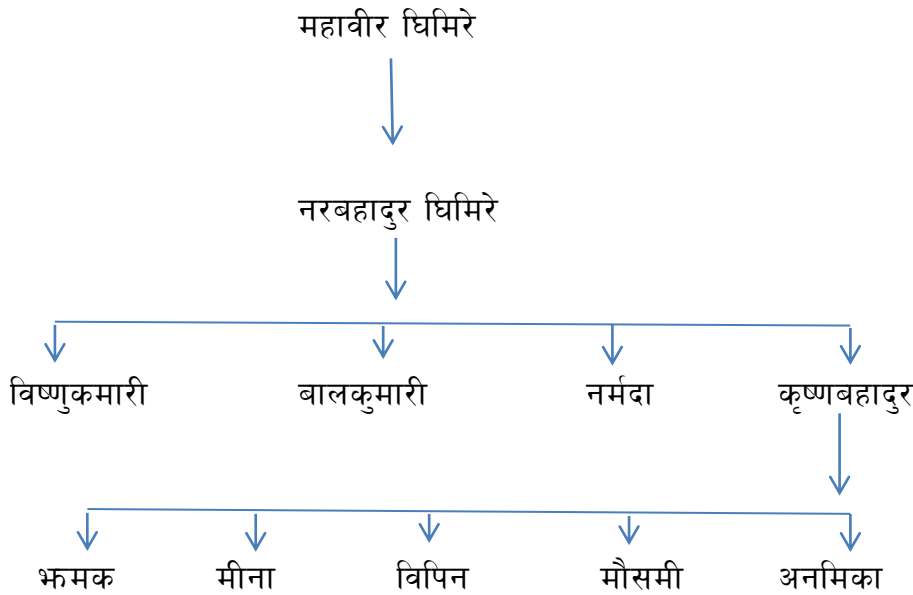 महावीर घिमिरे
नरबहादुर घिमिरे
विष्णुकमारी बालकुमारी नर्मदा कृष्णबहादुर
झमक मीना विपिन मौसमी अनमिका